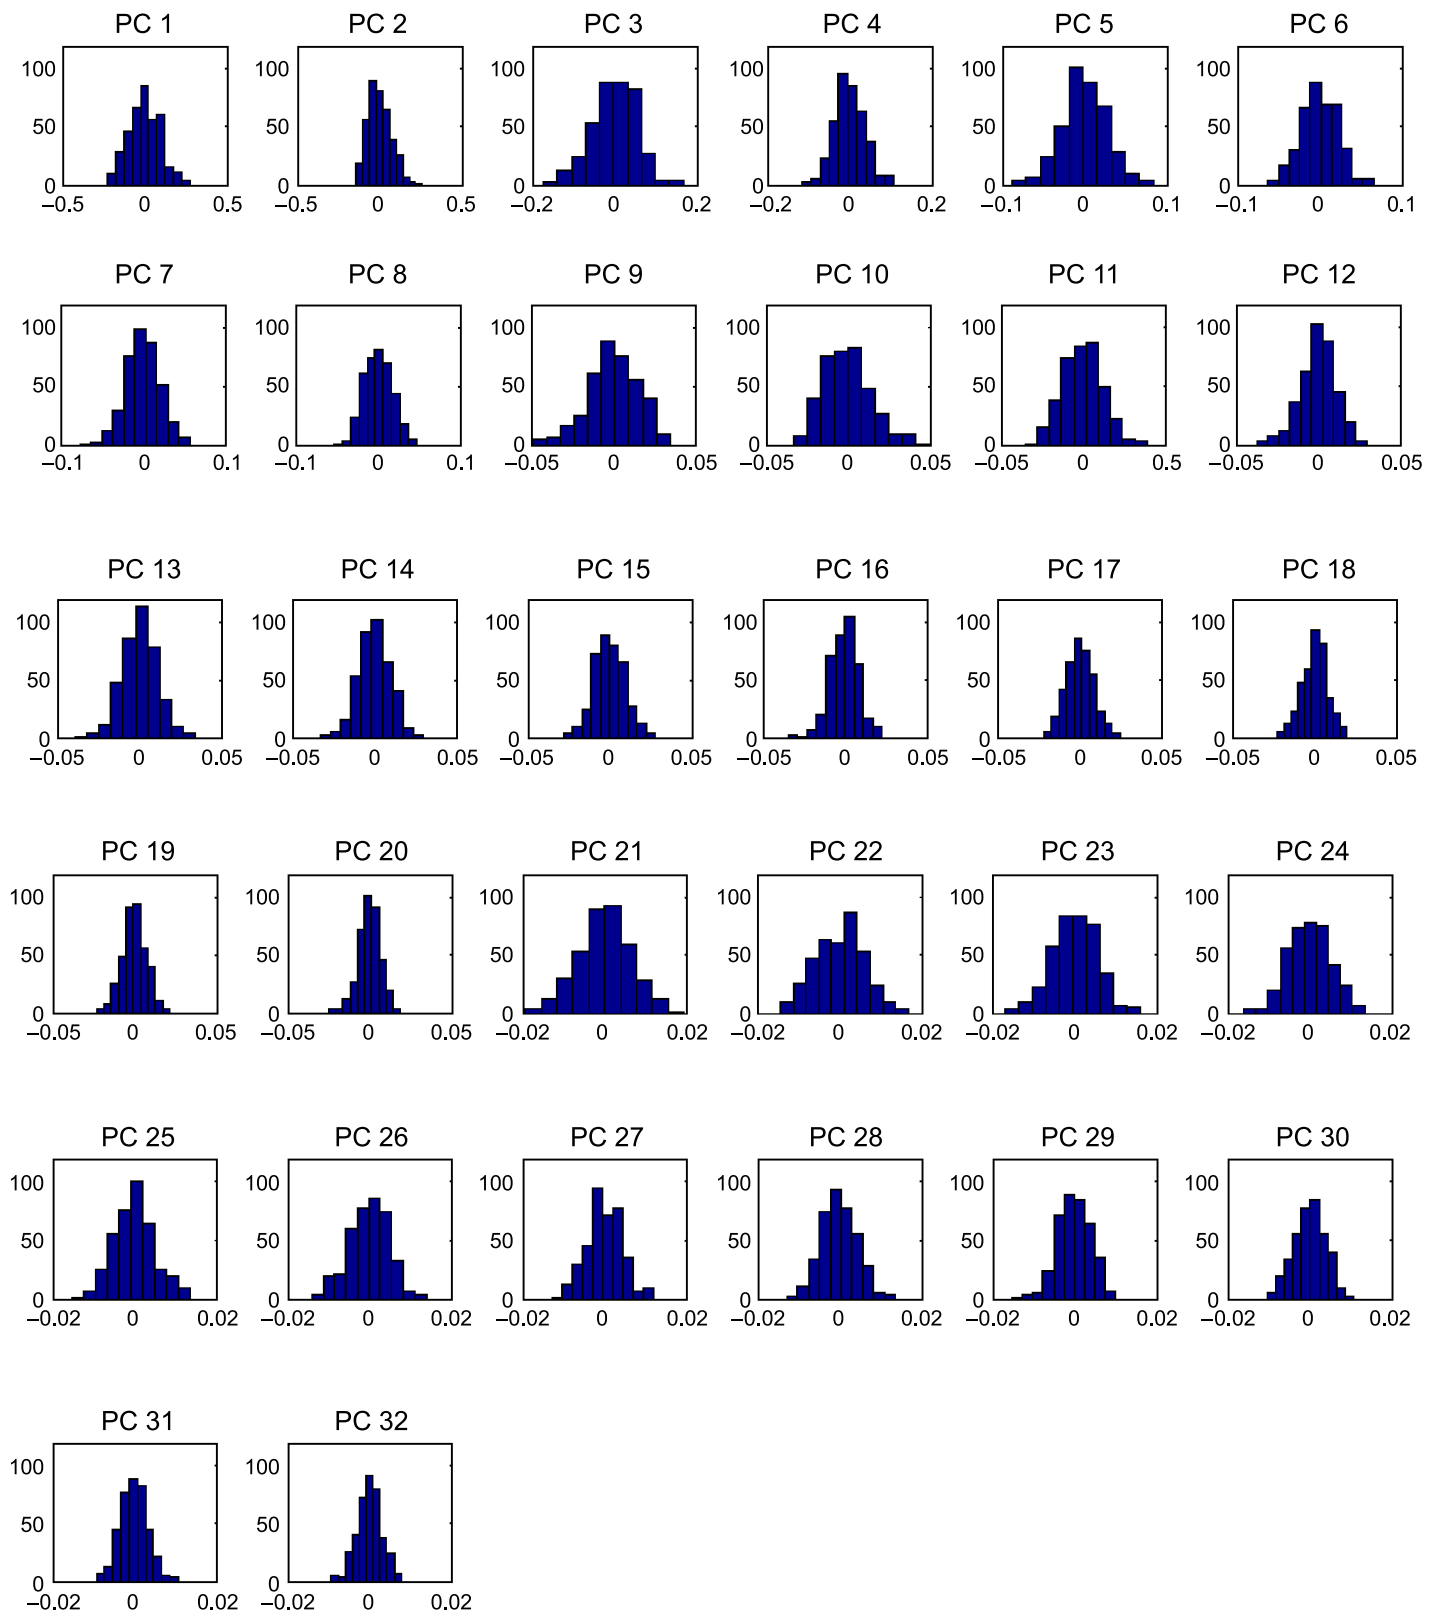 PC 1 PC 2 PC 3 PC 4 PC 5 PC 6
100 100 100 100 100 100
50 50 50 50 50 50
0 0 0 0 0 0
–0.5 0 0.5 –0.5 0 0.5 –0.2 0 0.2 –0.2 0 0.2 –0.1 0 0.1 –0.1 0 0.1
PC 7 PC 8 PC 9 PC 10 PC 11 PC 12
100 100 100 100 100 100
50 50 50 50 50 50
0 0 0 0 0 0
–0.1 0 0.1 –0.1 0 0.1 –0.05 0 0.05 –0.05 0 0.05 –0.05 0 0.5 –0.05 0 0.05
PC 13 PC 14 PC 15 PC 16 PC 17 PC 18
100 100 100 100 100 100
50 50 50 50 50 50
0 0 0 0 0 0
–0.05 0 0.05 –0.05 0 0.05 –0.05 0 0.05 –0.05 0 0.05 –0.05 0 0.05 –0.05 0 0.05
PC 19 PC 20 PC 21 PC 22 PC 23 PC 24
100 100 100 100 100 100
50 50 50 50 50 50
0 0 0 0 0 0
–0.05 0 0.05 –0.05 0 0.05 –0.02 0 0.02 –0.02 0 0.02 –0.02 0 0.02 –0.02 0 0.02
PC 25 PC 26 PC 27 PC 28 PC 29 PC 30
100 100 100 100 100 100
50 50 50 50 50 50
0 0 0 0 0 0
–0.02 0 0.02 –0.02 0 0.02 –0.02 0 0.02 –0.02 0 0.02 –0.02 0 0.02 –0.02 0 0.02
PC 31 PC 32
100 100
50 50
0 0
–0.02 0 0.02 –0.02 0 0.02